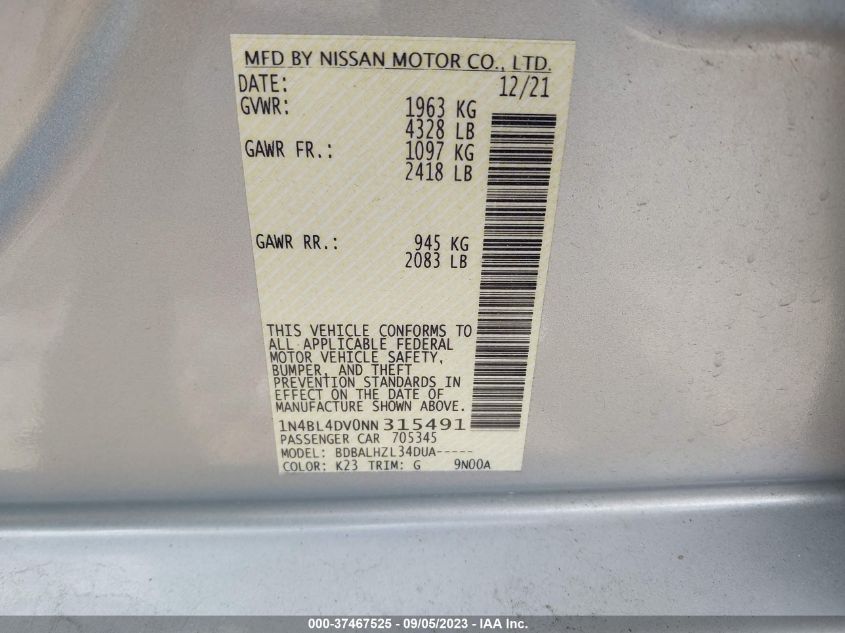 MFD BY NISSAN MOTOR CO., LTD.
DATE: 12/21
GVWR: 1963 KG
4328 LB
GAWR FR.: 1097 KG
2418 LB
GAWR RR.: 945 KG
2083 LB
THIS VEHICLE CONFORMS TO
ALL APPLICABLE FEDERAL
MOTOR VEHICLE SAFETY,
BUMPER, AND THEFT
PREVENTION STANDARDS IN
EFFECT ON THE DATE OF
MANUFACTURE SHOWN ABOVE.
1N4BL4DV0NN315491
PASSENGER CAR 705345
MODEL: BDBALHZL34DUA-----
COLOR: K23 TRIM: G 9N00A
000-37467525 - 09/05/2023 - IAA Inc.